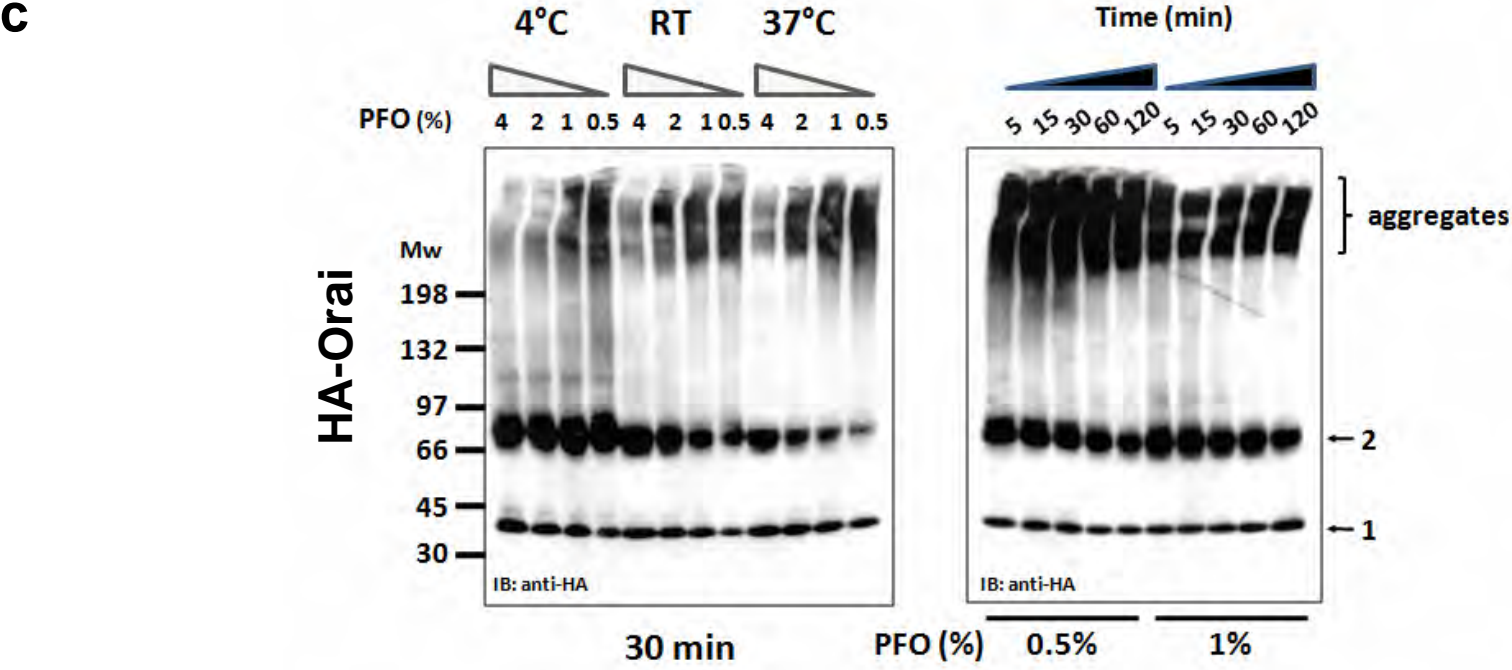 c
4°C RT 37°C
PFO (%) 4 2 1 0.5 4 2 1 0.5 4 2 1 0.5
Mw
198
132
97
66
45
30
HA-Orai
IB: anti-HA
30 min
Time (min)
5 15 30 60 120 5 15 30 60 120
aggregates
2
1
IB: anti-HA
PFO (%) 0.5% 1%